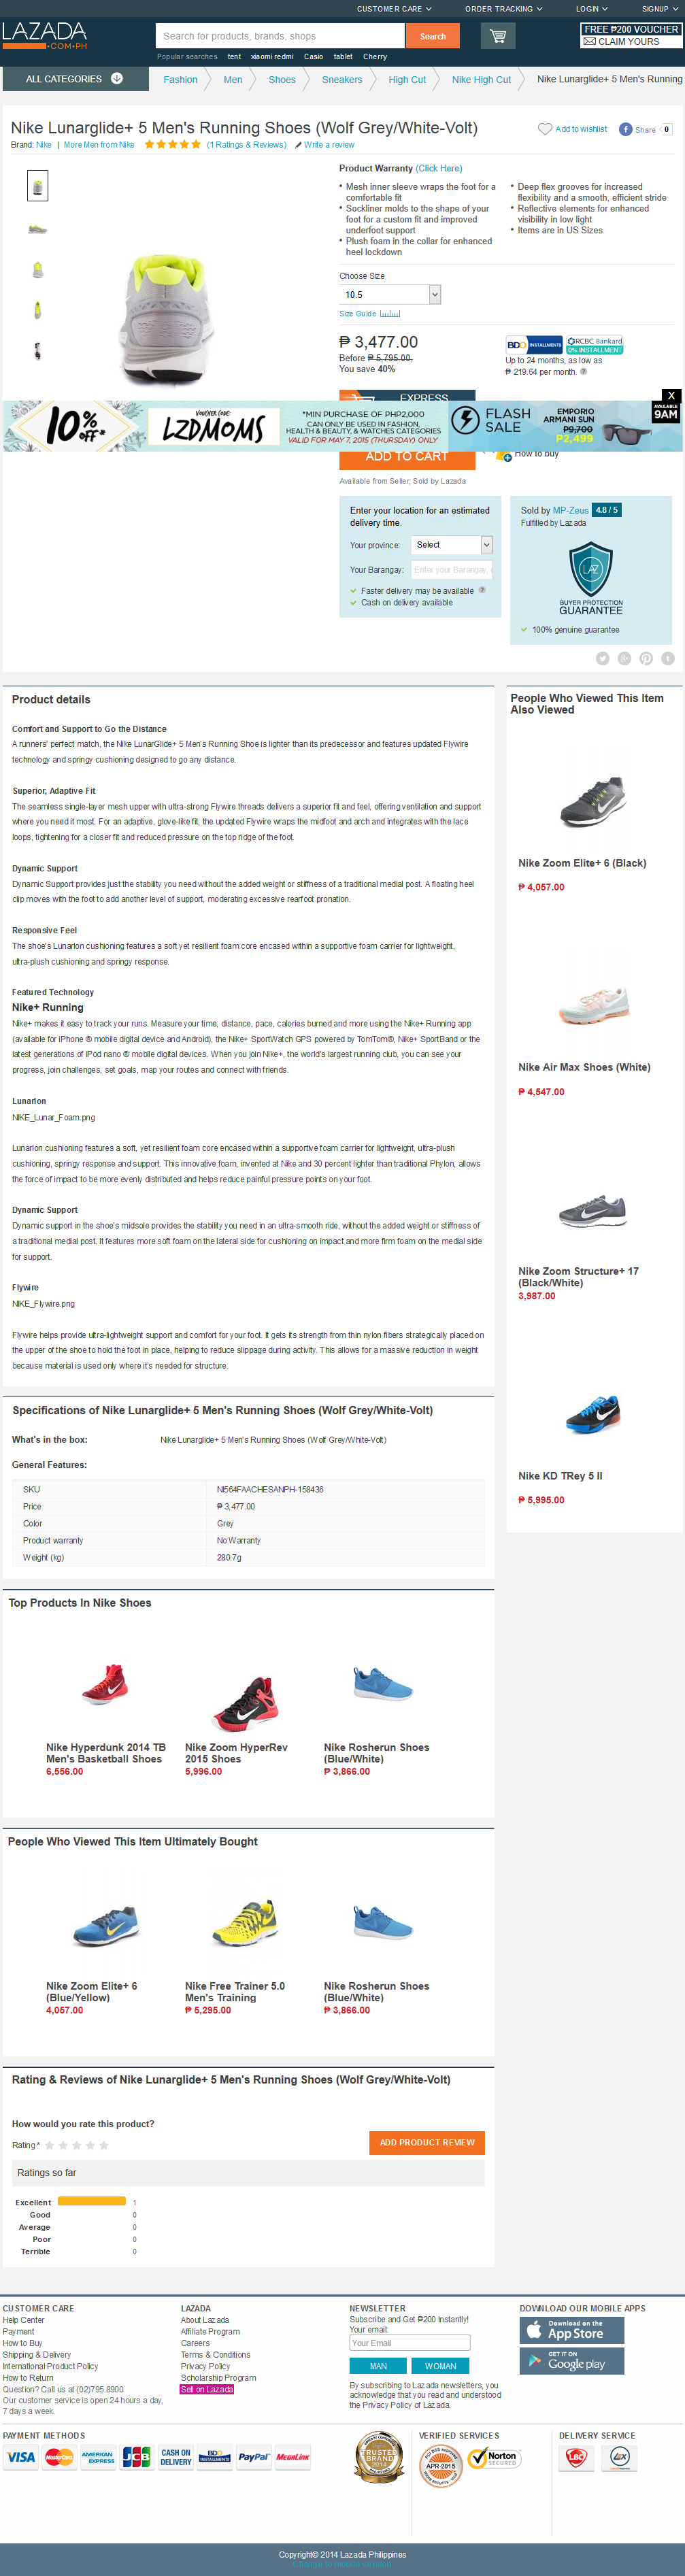 CUSTOMER CARE
ORDER TRACKING
LOGIN
SIGNUP
LAZADA
.COM.PH
Search for products, brands, shops
Search
FREE ₱200 VOUCHER
CLAIM YOURS
Popular searches tent xiaomi redmi Casio tablet Cherry
ALL CATEGORIES
Fashion
Men
Shoes
Sneakers
High Cut
Nike High Cut
Nike Lunarglide+ 5 Men's Running
Nike Lunarglide+ 5 Men's Running Shoes (Wolf Grey/White-Volt)
Add to wishlist
Share 0
Brand: Nike | More Men from Nike (1 Ratings & Reviews) Write a review
Product Warranty (Click Here)
• Mesh inner sleeve wraps the foot for a
comfortable fit
• Sockliner molds to the shape of your
foot for a custom fit and improved
underfoot support
• Plush foam in the collar for enhanced
heel lockdown
• Deep flex grooves for increased
flexibility and a smooth, efficient stride
• Reflective elements for enhanced
visibility in low light
• Items are in US Sizes
Choose Size
10.5
Size Guide
₱ 3,477.00
Before ₱ 5,795.00,
You save 40%
BDO INSTALLMENTS
RCBC Bankard
0% INSTALLMENT
Up to 24 months, as low as
₱ 219.64 per month.
EXPRESS
X
10% OFF*
VOUCHER CODE:
LZDMOMS
*MIN PURCHASE OF PHP2,000
CAN ONLY BE USED IN FASHION,
HEALTH & BEAUTY, & WATCHES CATEGORIES
VALID FOR MAY 7, 2015 (THURSDAY) ONLY
FLASH
SALE
EMPORIO
ARMANI SUN
₱9,700
₱2,499
AVAILABLE
9AM
ADD TO CART
How to buy
Available from Seller, Sold by Lazada
Enter your location for an estimated
delivery time.
Your province: Select
Your Barangay: Enter your Barangay,
Faster delivery may be available
Cash on delivery available
Sold by MP-Zeus 4.8 / 5
Fulfilled by Lazada
LAZ
BUYER PROTECTION
GUARANTEE
100% genuine guarantee
Product details
Comfort and Support to Go the Distance
A runners' perfect match, the Nike LunarGlide+ 5 Men's Running Shoe is lighter than its predecessor and features updated Flywire
technology and springy cushioning designed to go any distance.
Superior, Adaptive Fit
The seamless single-layer mesh upper with ultra-strong Flywire threads delivers a superior fit and feel, offering ventilation and support
where you need it most. For an adaptive, glove-like fit, the updated Flywire wraps the midfoot and arch and integrates with the lace
loops, tightening for a closer fit and reduced pressure on the top ridge of the foot.
Dynamic Support
Dynamic Support provides just the stability you need without the added weight or stiffness of a traditional medial post. A floating heel
clip moves with the foot to add another level of support, moderating excessive rearfoot pronation.
Responsive Feel
The shoe's Lunarlon cushioning features a soft yet resilient foam core encased within a supportive foam carrier for lightweight,
ultra-plush cushioning and springy response.
Featured Technology
Nike+ Running
Nike+ makes it easy to track your runs. Measure your time, distance, pace, calories burned and more using the Nike+ Running app
(available for iPhone ® mobile digital device and Android), the Nike+ SportWatch GPS powered by TomTom®, Nike+ SportBand or the
latest generations of iPod nano ® mobile digital devices. When you join Nike+, the world's largest running club, you can see your
progress, join challenges, set goals, map your routes and connect with friends.
Lunarlon
NIKE_Lunar_Foam.png
Lunarlon cushioning features a soft, yet resilient foam core encased within a supportive foam carrier for lightweight, ultra-plush
cushioning, springy response and support. This innovative foam, invented at Nike and 30 percent lighter than traditional Phylon, allows
the force of impact to be more evenly distributed and helps reduce painful pressure points on your foot.
Dynamic Support
Dynamic support in the shoe's midsole provides the stability you need in an ultra-smooth ride, without the added weight or stiffness of
a traditional medial post. It features more soft foam on the lateral side for cushioning on impact and more firm foam on the medial side
for support.
Flywire
NIKE_Flywire.png
Flywire helps provide ultra-lightweight support and comfort for your foot. It gets its strength from thin nylon fibers strategically placed on
the upper of the shoe to hold the foot in place, helping to reduce slippage during activity. This allows for a massive reduction in weight
because material is used only where it's needed for structure.
People Who Viewed This Item
Also Viewed
Nike Zoom Elite+ 6 (Black)
₱ 4,057.00
Nike Air Max Shoes (White)
₱ 4,547.00
Nike Zoom Structure+ 17
(Black/White)
3,987.00
Nike KD TRey 5 II
₱ 5,995.00
Specifications of Nike Lunarglide+ 5 Men's Running Shoes (Wolf Grey/White-Volt)
What's in the box: Nike Lunarglide+ 5 Men's Running Shoes (Wolf Grey/White-Volt)
General Features:
SKU NI564FAACHESANPH-158436
Price ₱ 3,477.00
Color Grey
Product warranty No Warranty
Weight (kg) 280.7g
Top Products In Nike Shoes
Nike Hyperdunk 2014 TB
Men's Basketball Shoes
6,556.00
Nike Zoom HyperRev
2015 Shoes
5,996.00
Nike Rosherun Shoes
(Blue/White)
₱ 3,866.00
People Who Viewed This Item Ultimately Bought
Nike Zoom Elite+ 6
(Blue/Yellow)
4,057.00
Nike Free Trainer 5.0
Men's Training
₱ 5,295.00
Nike Rosherun Shoes
(Blue/White)
₱ 3,866.00
Rating & Reviews of Nike Lunarglide+ 5 Men's Running Shoes (Wolf Grey/White-Volt)
How would you rate this product?
Rating *
ADD PRODUCT REVIEW
Ratings so far
Excellent 1
Good 0
Average 0
Poor 0
Terrible 0
CUSTOMER CARE
Help Center
Payment
How to Buy
Shipping & Delivery
International Product Policy
How to Return
Question? Call us at (02)795 8900
Our customer service is open 24 hours a day,
7 days a week.
LAZADA
About Lazada
Affiliate Program
Careers
Terms & Conditions
Privacy Policy
Scholarship Program
Sell on Lazada
NEWSLETTER
Subscribe and Get ₱200 Instantly!
Your email:
Your Email
MAN
WOMAN
By subscribing to Lazada newsletters, you
acknowledge that you read and understood
the Privacy Policy of Lazada.
DOWNLOAD OUR MOBILE APPS
Download on the
App Store
GET IT ON
Google play
PAYMENT METHODS
VISA
MasterCard
AMERICAN EXPRESS
JCB
CASH ON DELIVERY
BDO INSTALLMENTS
PayPal
MegaLink
TRUSTED
BRAND
VERIFIED SERVICES
APR-2015
Norton
SECURED
DELIVERY SERVICE
LBC
LEX
Copyright© 2014 Lazada Philippines
Change to mobile version